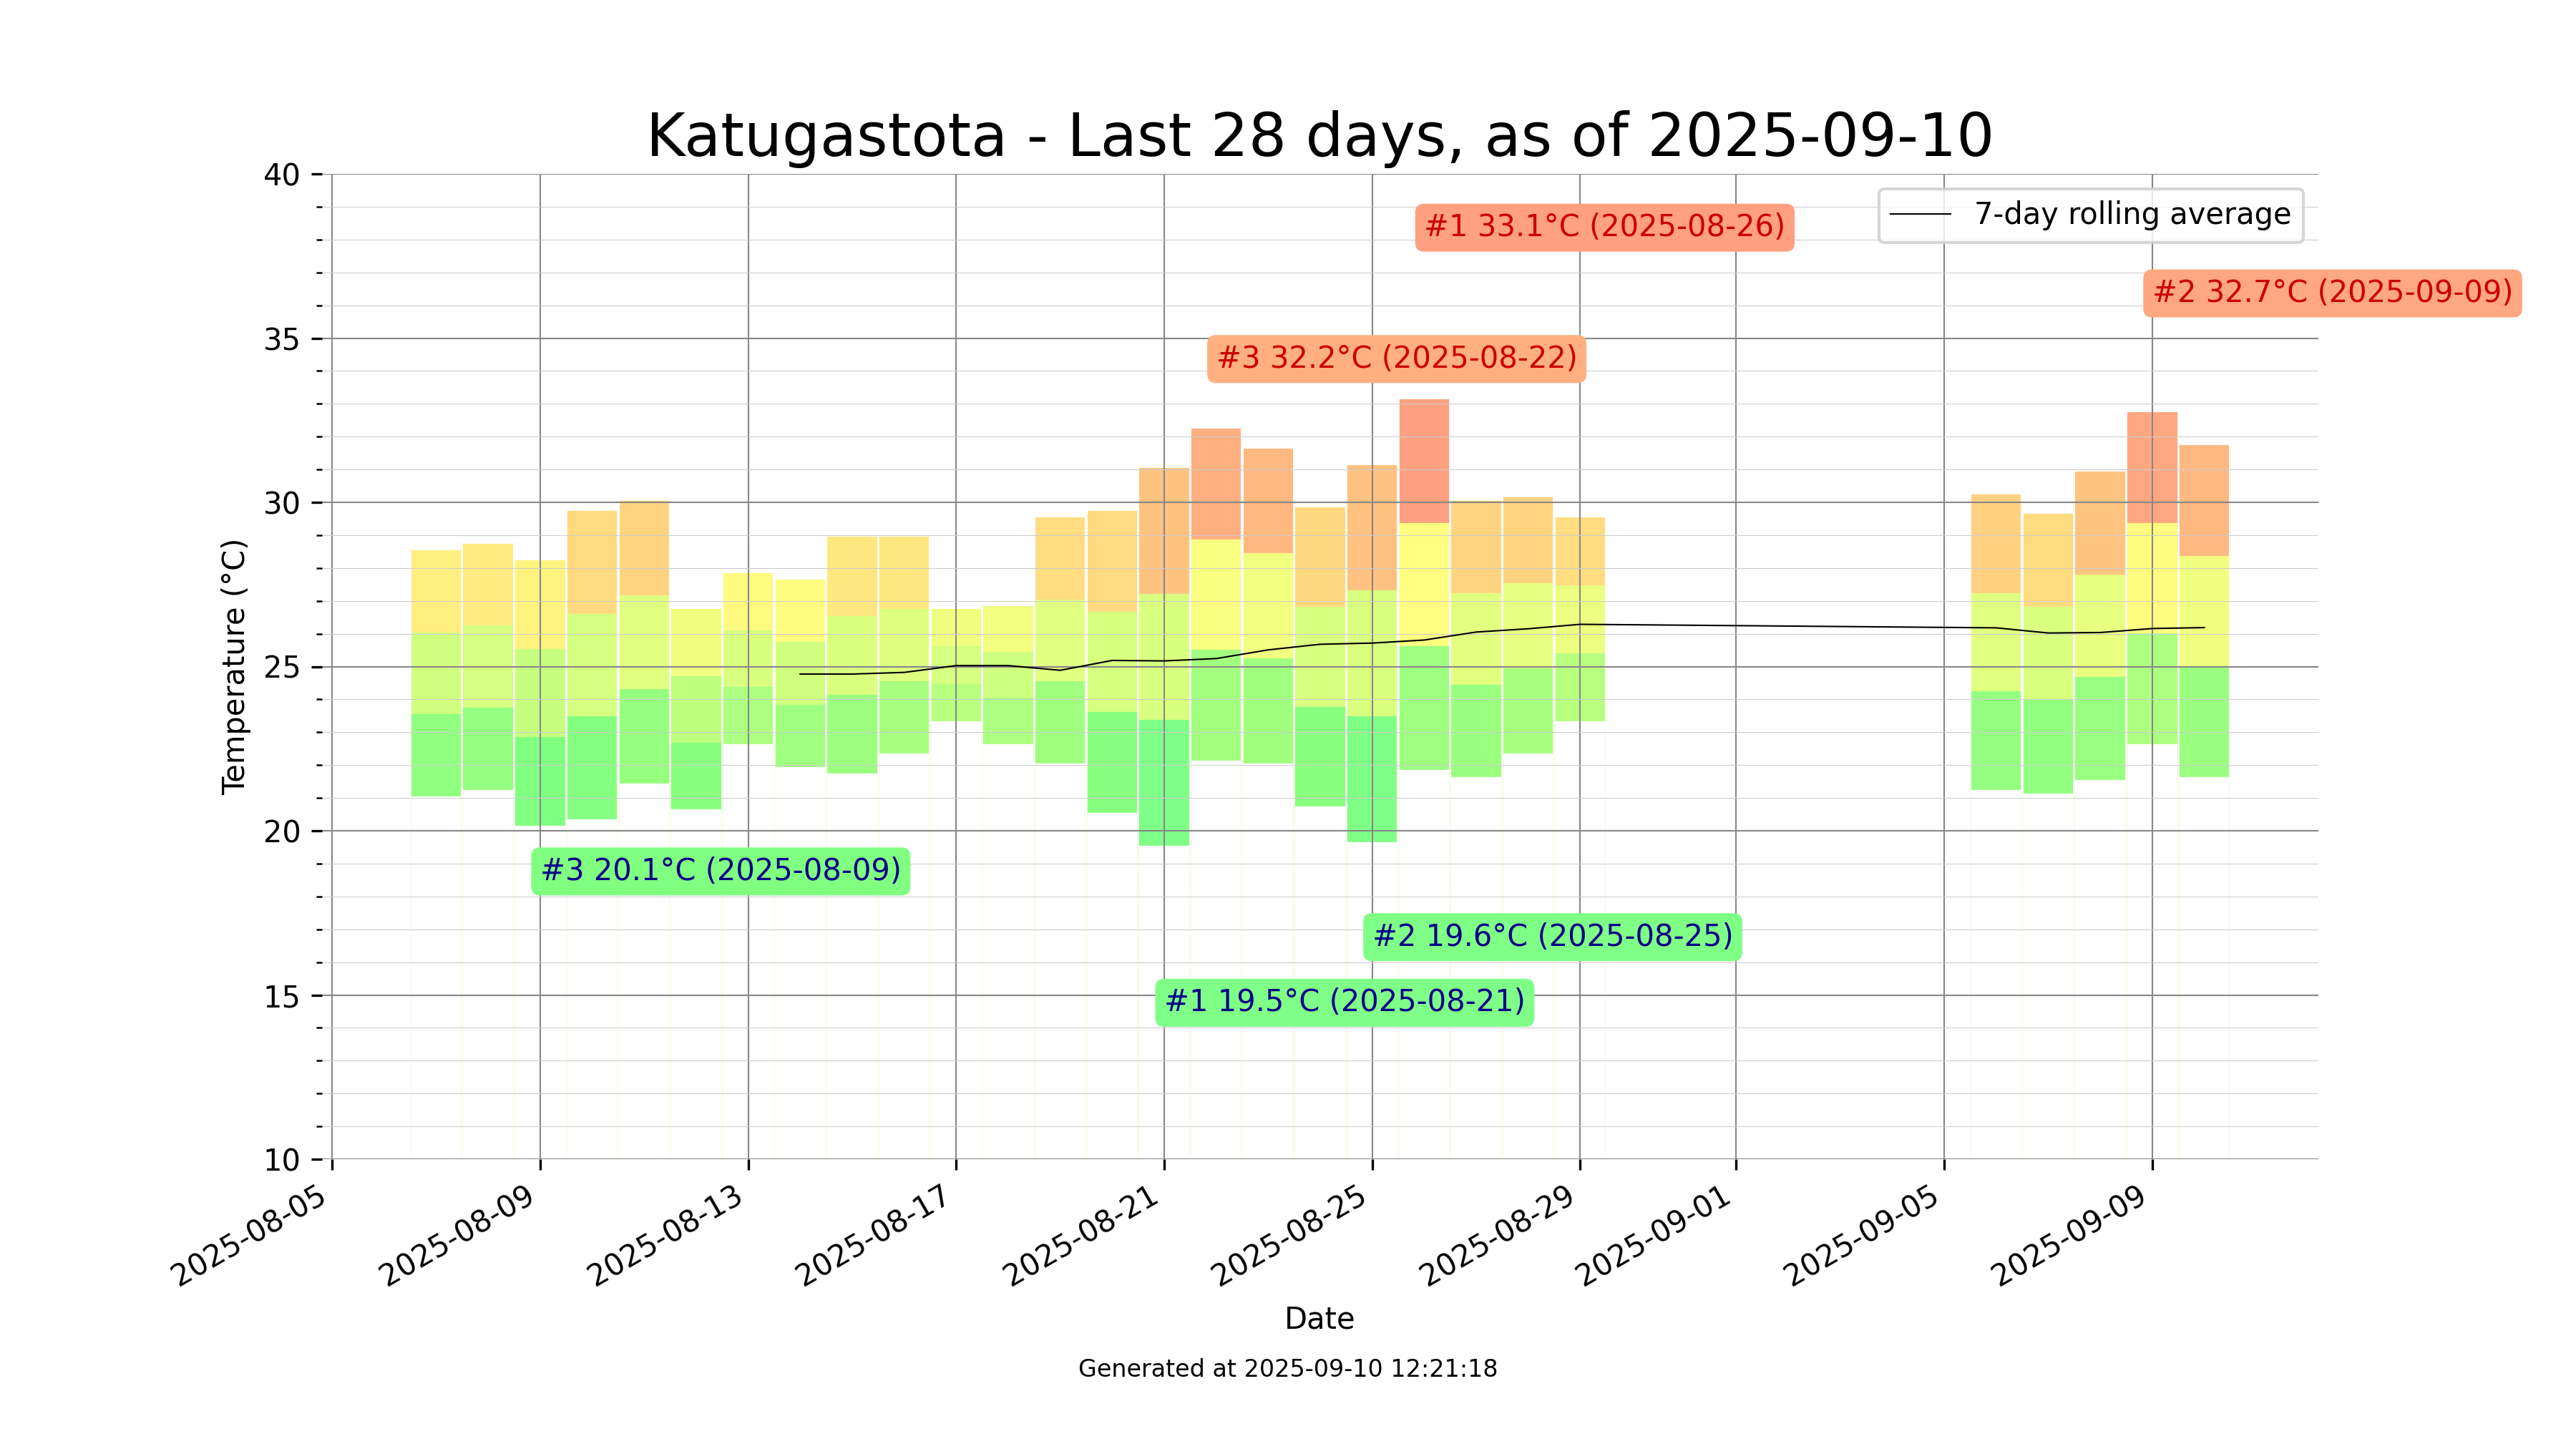 Katugastota - Last 28 days, as of 2025-09-10
40
35
30
25
20
15
10
Temperature (°C)
7-day rolling average
#1 33.1°C (2025-08-26)
#2 32.7°C (2025-09-09)
#3 32.2°C (2025-08-22)
#3 20.1°C (2025-08-09)
#2 19.6°C (2025-08-25)
#1 19.5°C (2025-08-21)
2025-08-05
2025-08-09
2025-08-13
2025-08-17
2025-08-21
2025-08-25
2025-08-29
2025-09-01
2025-09-05
2025-09-09
Date
Generated at 2025-09-10 12:21:18